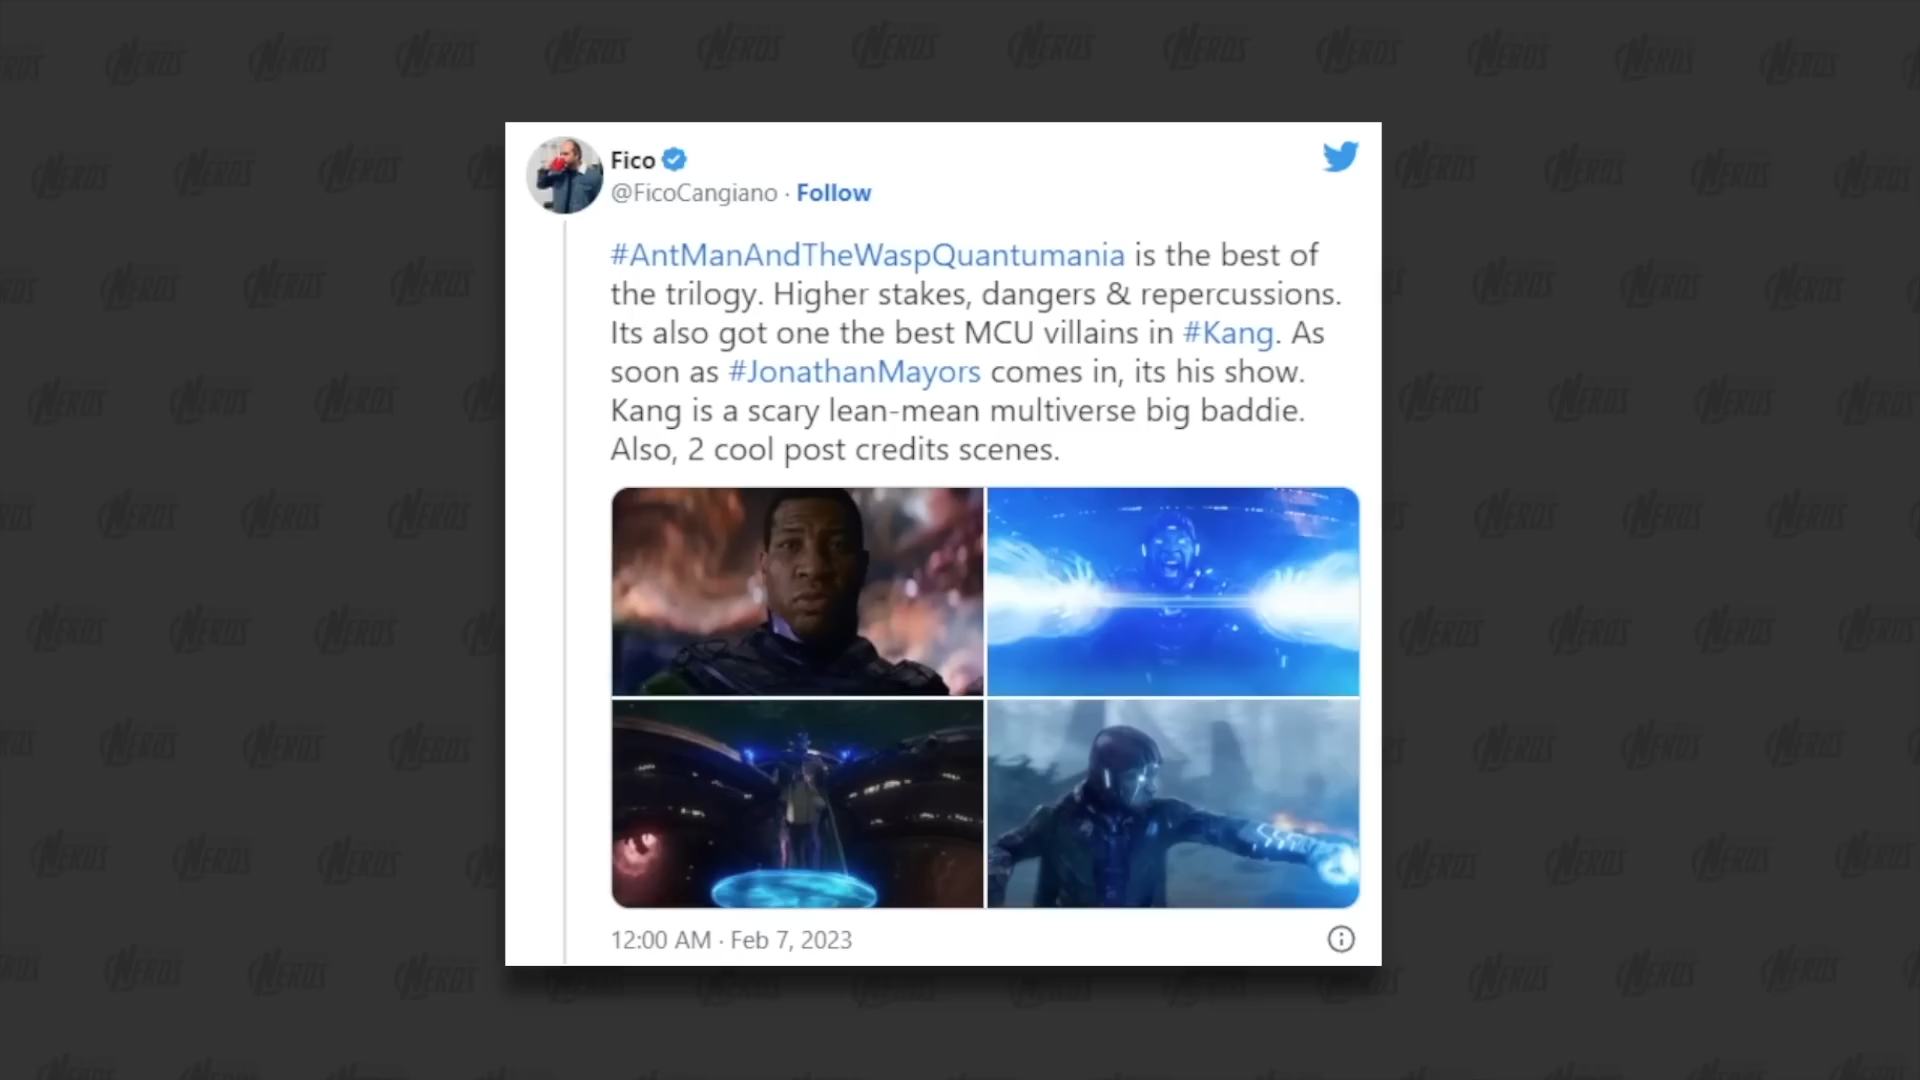 Fico
@FicoCangiano · Follow
#AntManAndTheWaspQuantumania is the best of
the trilogy. Higher stakes, dangers & repercussions.
Its also got one the best MCU villains in #Kang. As
soon as #JonathanMayors comes in, its his show.
Kang is a scary lean-mean multiverse big baddie.
Also, 2 cool post credits scenes.
12:00 AM · Feb 7, 2023